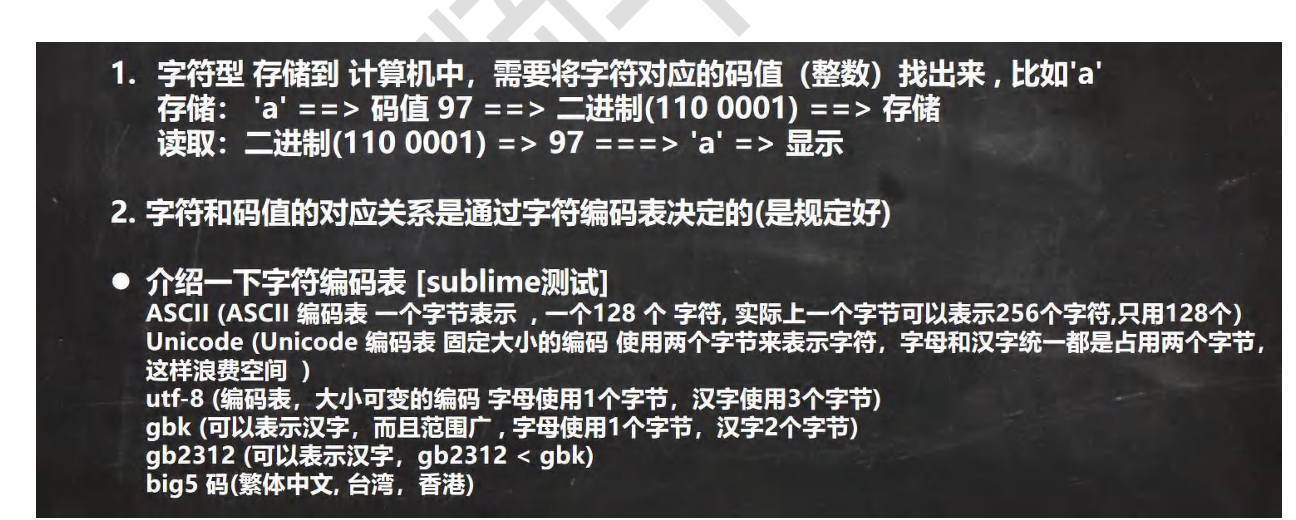 1. 字符型 存储到 计算机中，需要将字符对应的码值（整数）找出来 , 比如'a'
存储： 'a' ==> 码值 97 ==> 二进制(110 0001) ==> 存储
读取：二进制(110 0001) => 97 ===> 'a' => 显示
2. 字符和码值的对应关系是通过字符编码表决定的(是规定好)
● 介绍一下字符编码表 [sublime测试]
ASCII (ASCII 编码表 一个字节表示 , 一个128 个 字符, 实际上一个字节可以表示256个字符,只用128个）
Unicode (Unicode 编码表 固定大小的编码 使用两个字节来表示字符，字母和汉字统一都是占用两个字节，
这样浪费空间 ）
utf-8 (编码表，大小可变的编码 字母使用1个字节，汉字使用3个字节)
gbk (可以表示汉字，而且范围广 , 字母使用1个字节，汉字2个字节)
gb2312 (可以表示汉字，gb2312 < gbk)
big5 码(繁体中文, 台湾，香港)